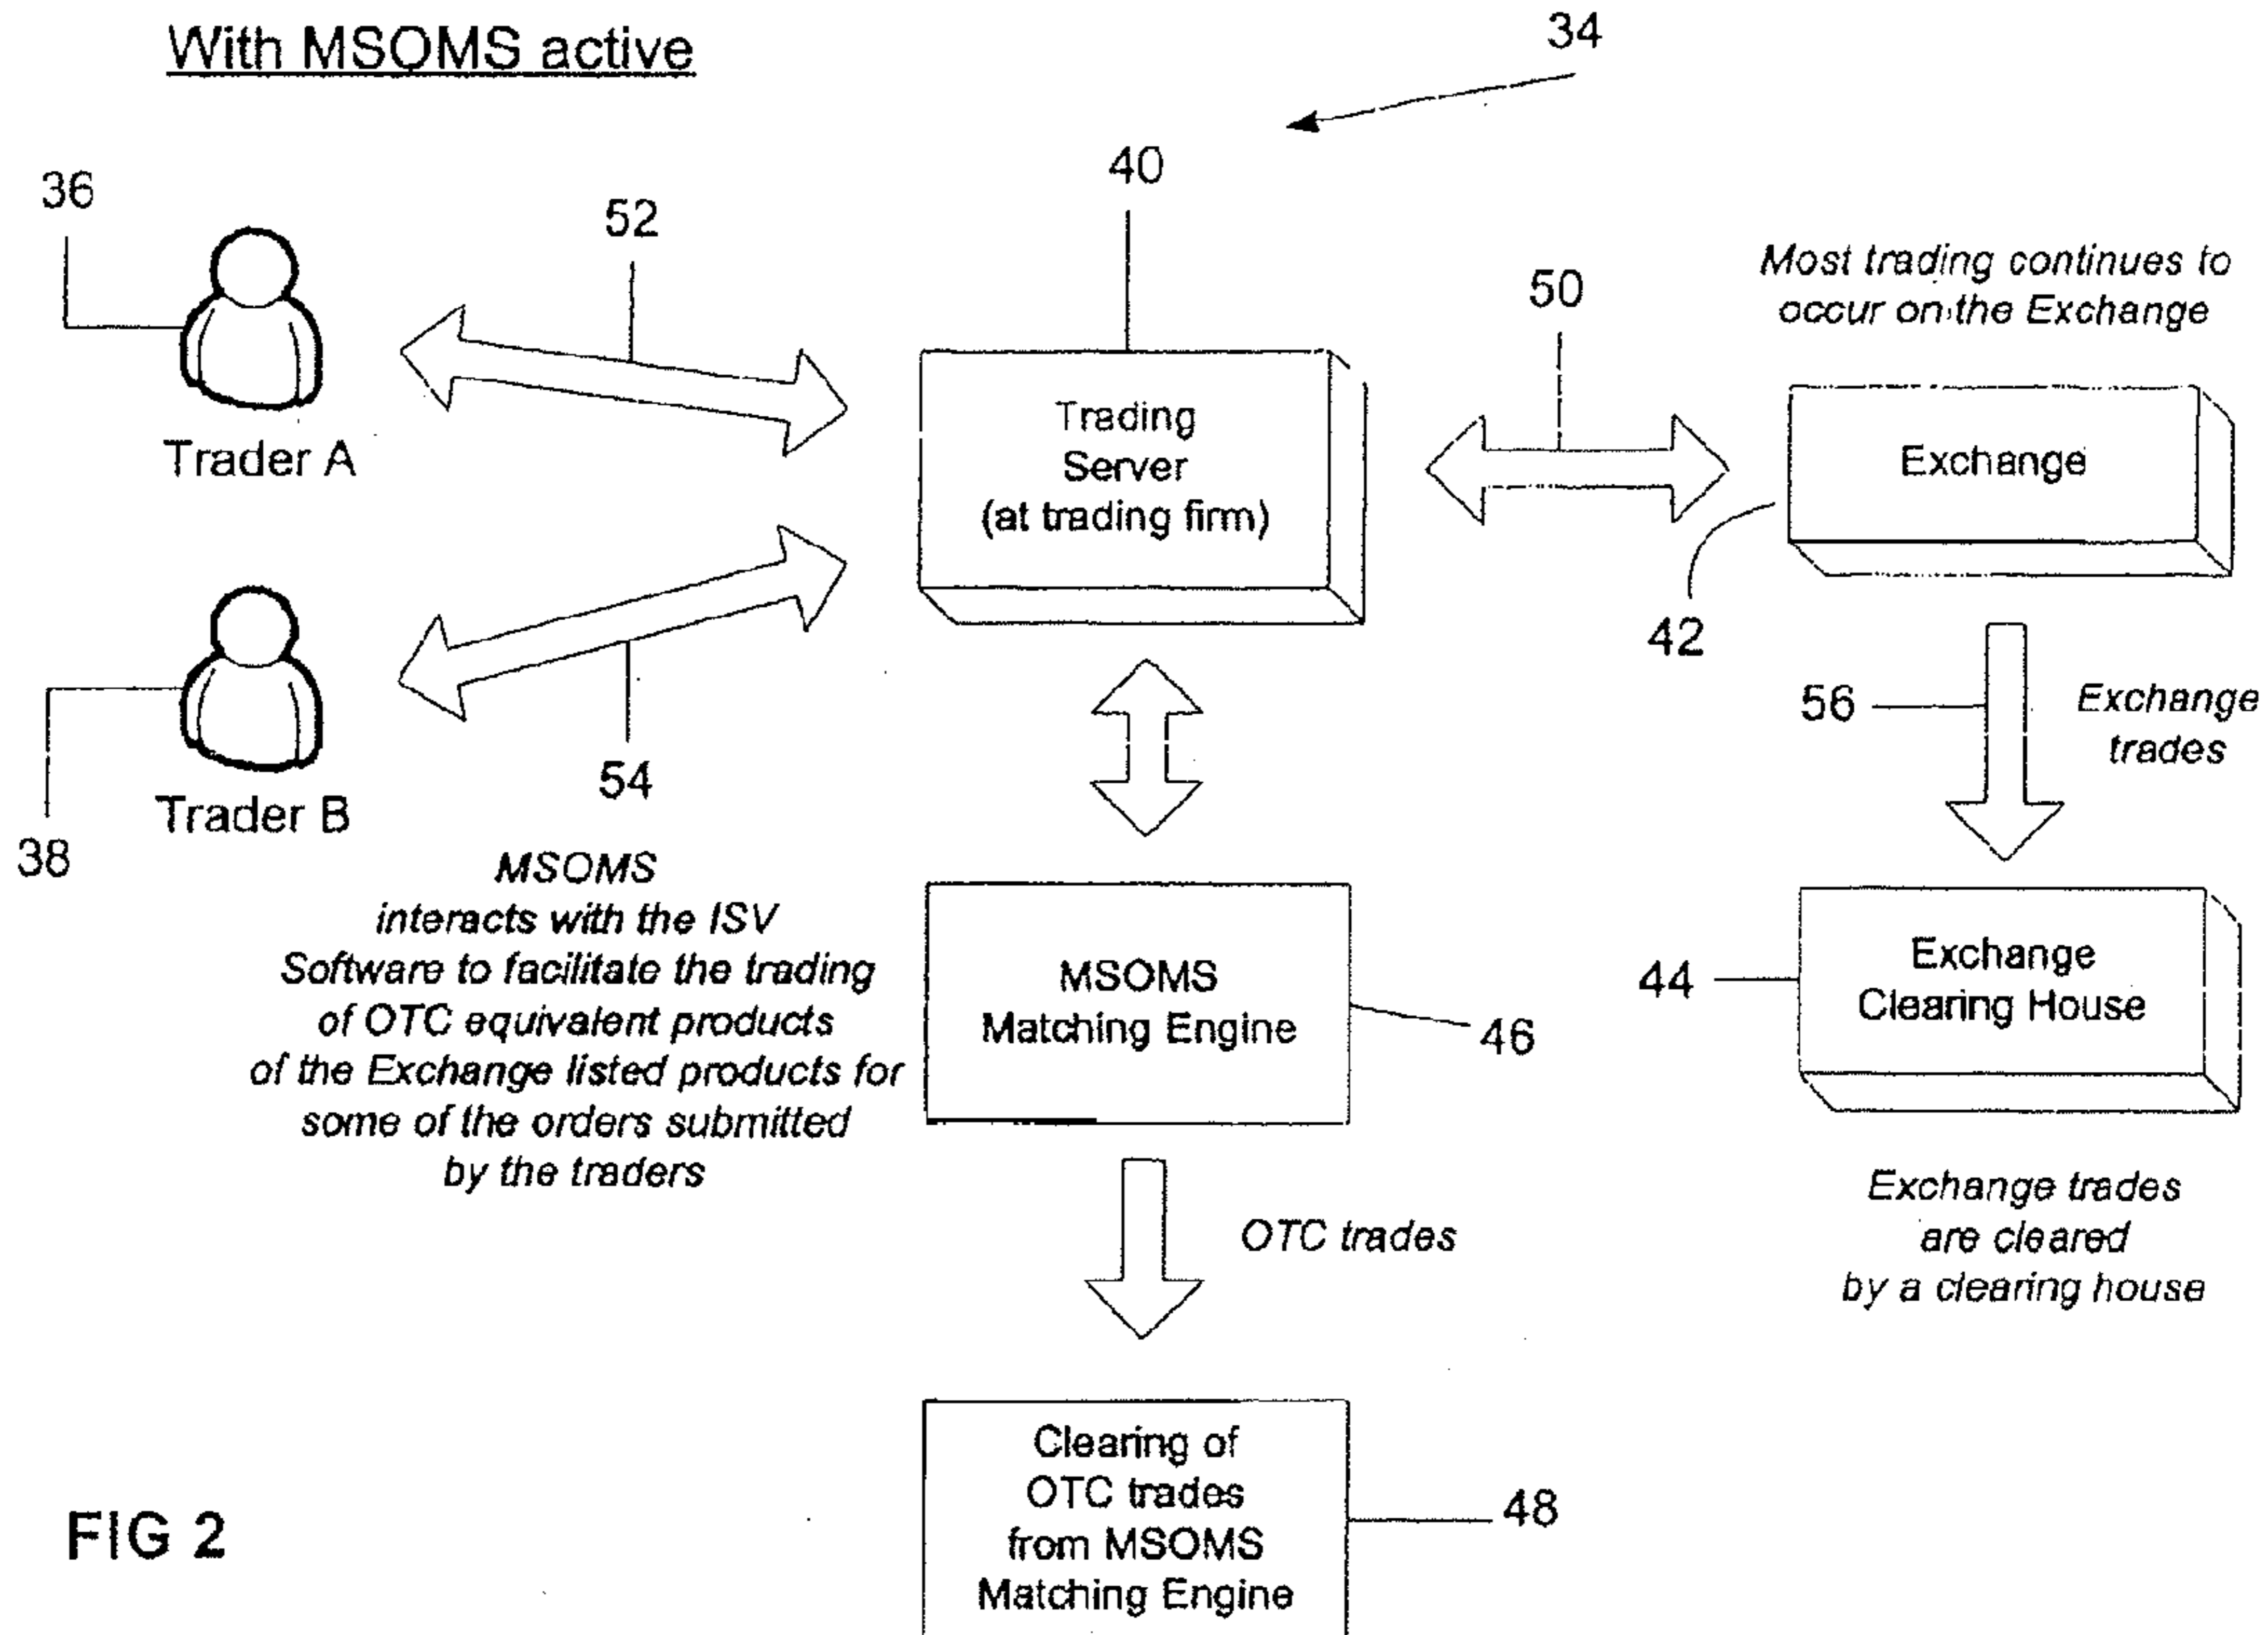 With MSOMS active
34
40
36
52
50
Most trading continues to
occur on the Exchange
Trader A
Trading
Server
(at trading firm)
Exchange
42
56
Exchange
trades
54
Trader B
38
MSOMS
interacts with the ISV
Software to facilitate the trading
of OTC equivalent products
of the Exchange listed products for
some of the orders submitted
by the traders
MSOMS
Matching Engine
46
44
Exchange
Clearing House
Exchange trades
are cleared
by a clearing house
OTC trades
Clearing of
OTC trades
from MSOMS
Matching Engine
48
FIG 2